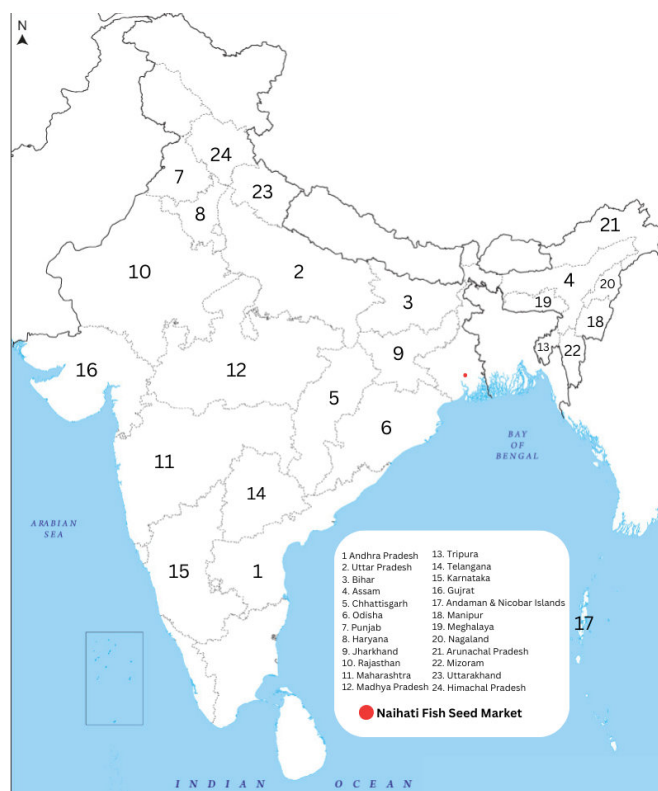 N
24
7
23
8
21
10
2
4
20
3
19
18
9
13
22
16
12
5
6
11
BAY
OF
BENGAL
14
ARABIAN
SEA
15
1
17
1 Andhra Pradesh
2. Uttar Pradesh
3. Bihar
4. Assam
5. Chhattisgarh
6. Odisha
7. Punjab
8. Haryana
9. Jharkhand
10. Rajasthan
11. Maharashtra
12. Madhya Pradesh
13. Tripura
14. Telangana
15. Karnataka
16. Gujrat
17. Andaman & Nicobar Islands
18. Manipur
19. Meghalaya
20. Nagaland
21. Arunachal Pradesh
22. Mizoram
23. Uttarakhand
24. Himachal Pradesh
Naihati Fish Seed Market
INDIAN OCEAN